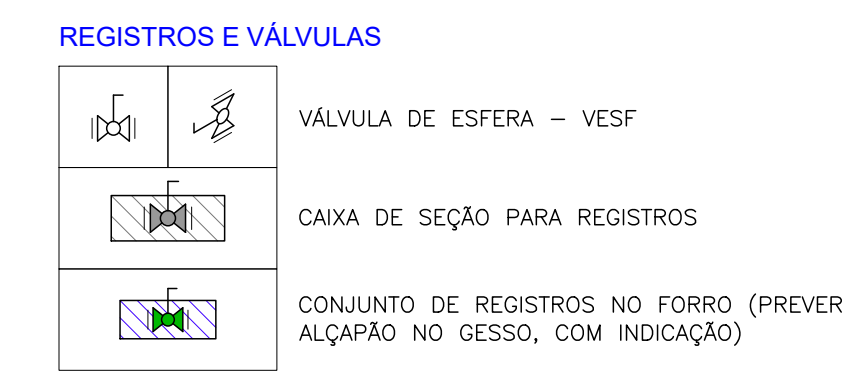 REGISTROS E VÁLVULAS
VÁLVULA DE ESFERA – VESF
CAIXA DE SEÇÃO PARA REGISTROS
CONJUNTO DE REGISTROS NO FORRO (PREVER
ALÇAPÃO NO GESSO, COM INDICAÇÃO)